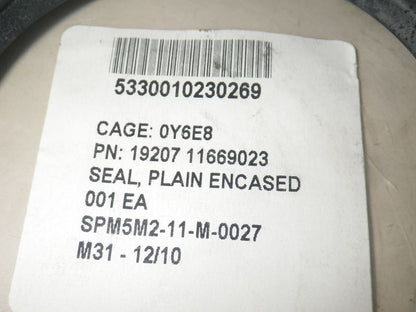 5330010230269
CAGE: 0Y6E8
PN: 19207 11669023
SEAL, PLAIN ENCASED
001 EA
SPM5M2-11-M-0027
M31 - 12/10